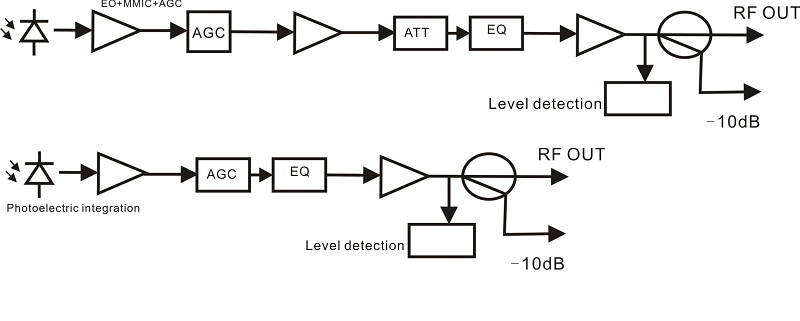 EO+MMIC+AGC
RF OUT
AGC
ATT
EQ
Level detection
-10dB
RF OUT
AGC
EQ
Photoelectric integration
Level detection
-10dB